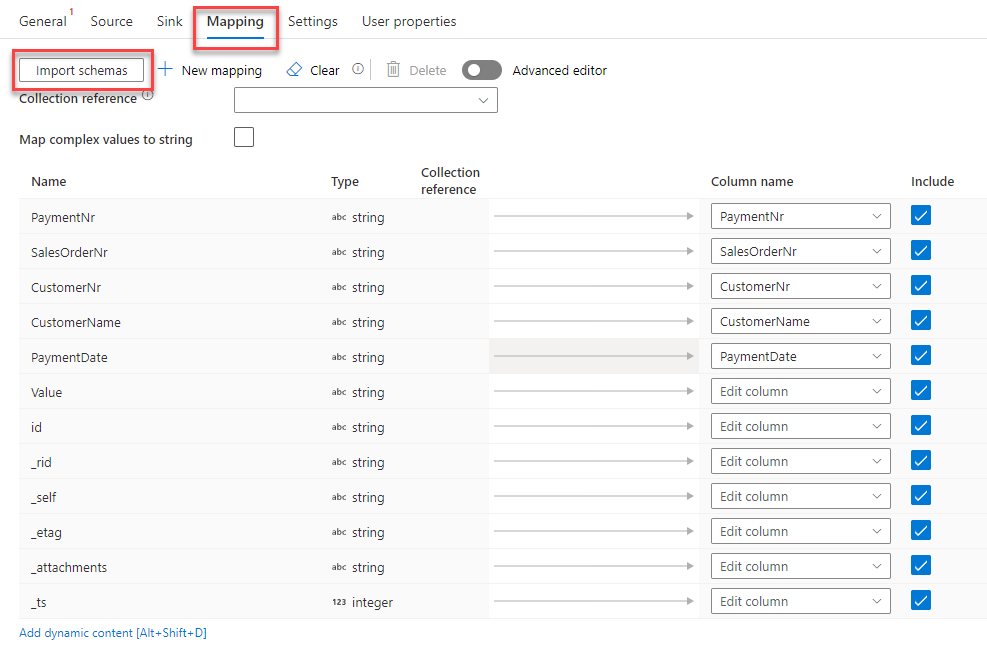 General 1 Source Sink Mapping Settings User properties
Import schemas New mapping Clear Delete Advanced editor
Collection reference
Map complex values to string
Name Type Collection reference Column name Include
PaymentNr abc string PaymentNr
SalesOrderNr abc string SalesOrderNr
CustomerNr abc string CustomerNr
CustomerName abc string CustomerName
PaymentDate abc string PaymentDate
Value abc string Edit column
id abc string Edit column
_rid abc string Edit column
_self abc string Edit column
_etag abc string Edit column
_attachments abc string Edit column
_ts 123 integer Edit column
Add dynamic content [Alt+Shift+D]